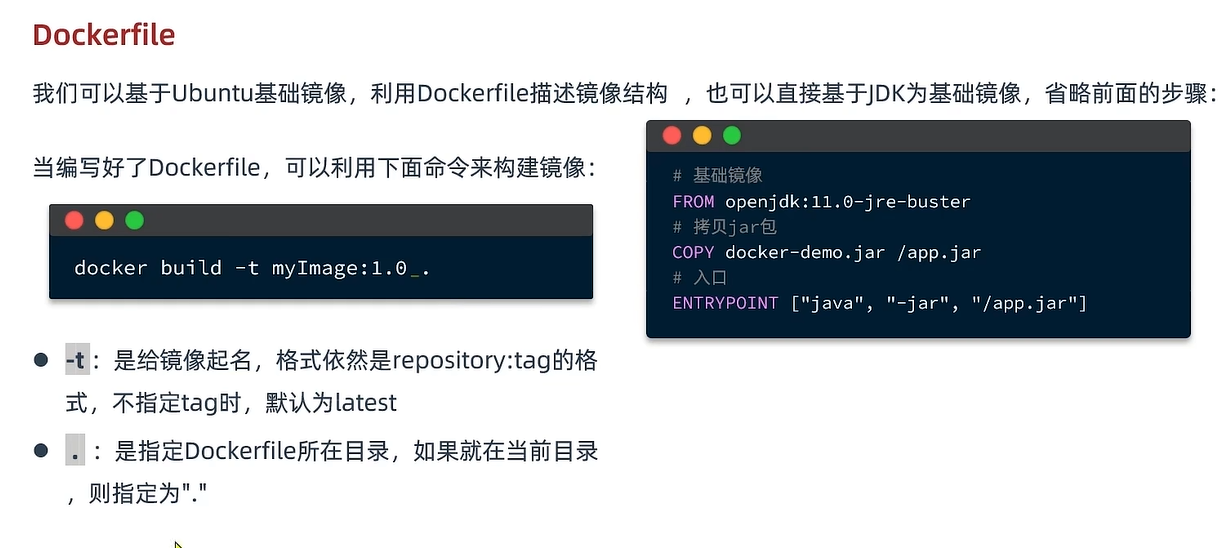 Dockerfile
我们可以基于Ubuntu基础镜像，利用Dockerfile描述镜像结构 ，也可以直接基于JDK为基础镜像，省略前面的步骤：
当编写好了Dockerfile，可以利用下面命令来构建镜像：
docker build -t myImage:1.0_.
-t：是给镜像起名，格式依然是repository:tag的格
式，不指定tag时，默认为latest
. ：是指定Dockerfile所在目录，如果就在当前目录
，则指定为"."
# 基础镜像
FROM openjdk:11.0-jre-buster
# 拷贝jar包
COPY docker-demo.jar /app.jar
# 入口
ENTRYPOINT ["java", "-jar", "/app.jar"]